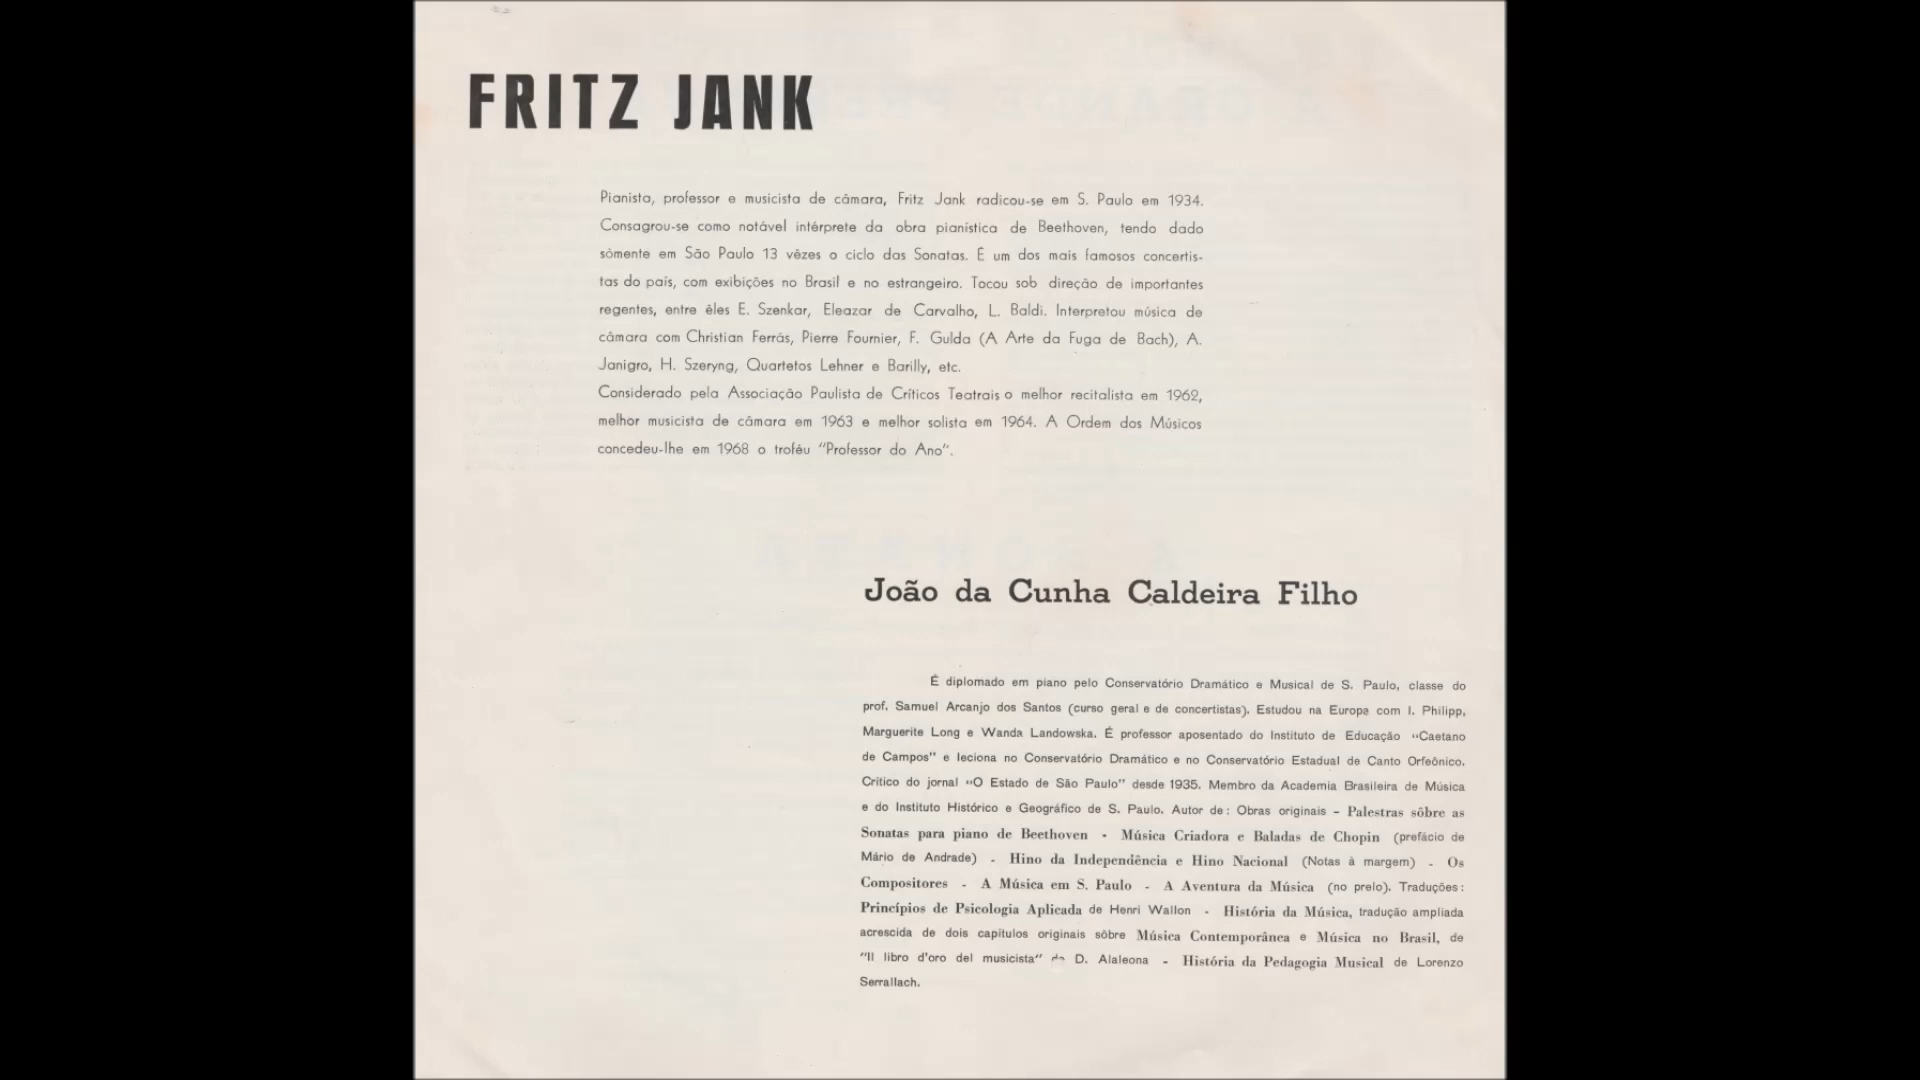 FRITZ JANK
Pianista, professor e musicista de câmara, Fritz Jank radicou-se em S. Paulo em 1934.
Consagrou-se como notável intérprete da obra pianística de Beethoven, tendo dado
sòmente em São Paulo 13 vêzes o ciclo das Sonatas. É um dos mais famosos concertis-
tas do país, com exibições no Brasil e no estrangeiro. Tocou sob direção de importantes
regentes, entre êles E. Szenkar, Eleazar de Carvalho, L. Baldi. Interpretou música de
câmara com Christian Ferrás, Pierre Fournier, F. Gulda (A Arte da Fuga de Bach), A.
Janigro, H. Szeryng, Quartetos Lehner e Barilly, etc.
Considerado pela Associação Paulista de Críticos Teatrais o melhor recitalista em 1962,
melhor musicista de câmara em 1963 e melhor solista em 1964. A Ordem dos Músicos
concedeu-lhe em 1968 o troféu "Professor do Ano".
João da Cunha Caldeira Filho
É diplomado em piano pelo Conservatório Dramático e Musical de S. Paulo, classe do
prof. Samuel Arcanjo dos Santos (curso geral e de concertistas). Estudou na Europa com I. Philipp,
Marguerite Long e Wanda Landowska. É professor aposentado do Instituto de Educação "Caetano
de Campos" e leciona no Conservatório Dramático e no Conservatório Estadual de Canto Orfeônico.
Crítico do jornal "O Estado de São Paulo" desde 1935. Membro da Academia Brasileira de Música
e do Instituto Histórico e Geográfico de S. Paulo. Autor de: Obras originais - Palestras sôbre as
Sonatas para piano de Beethoven - Música Criadora e Baladas de Chopin (prefácio de
Mário de Andrade) - Hino da Independência e Hino Nacional (Notas à margem) - Os
Compositores - A Música em S. Paulo - A Aventura da Música (no prelo). Traduções:
Princípios de Psicologia Aplicada de Henri Wallon - História da Música, tradução ampliada
acrescida de dois capítulos originais sôbre Música Contemporânea e Música no Brasil, de
"Il libro d'oro del musicista" de D. Alaleona - História da Pedagogia Musical de Lorenzo
Serrallach.